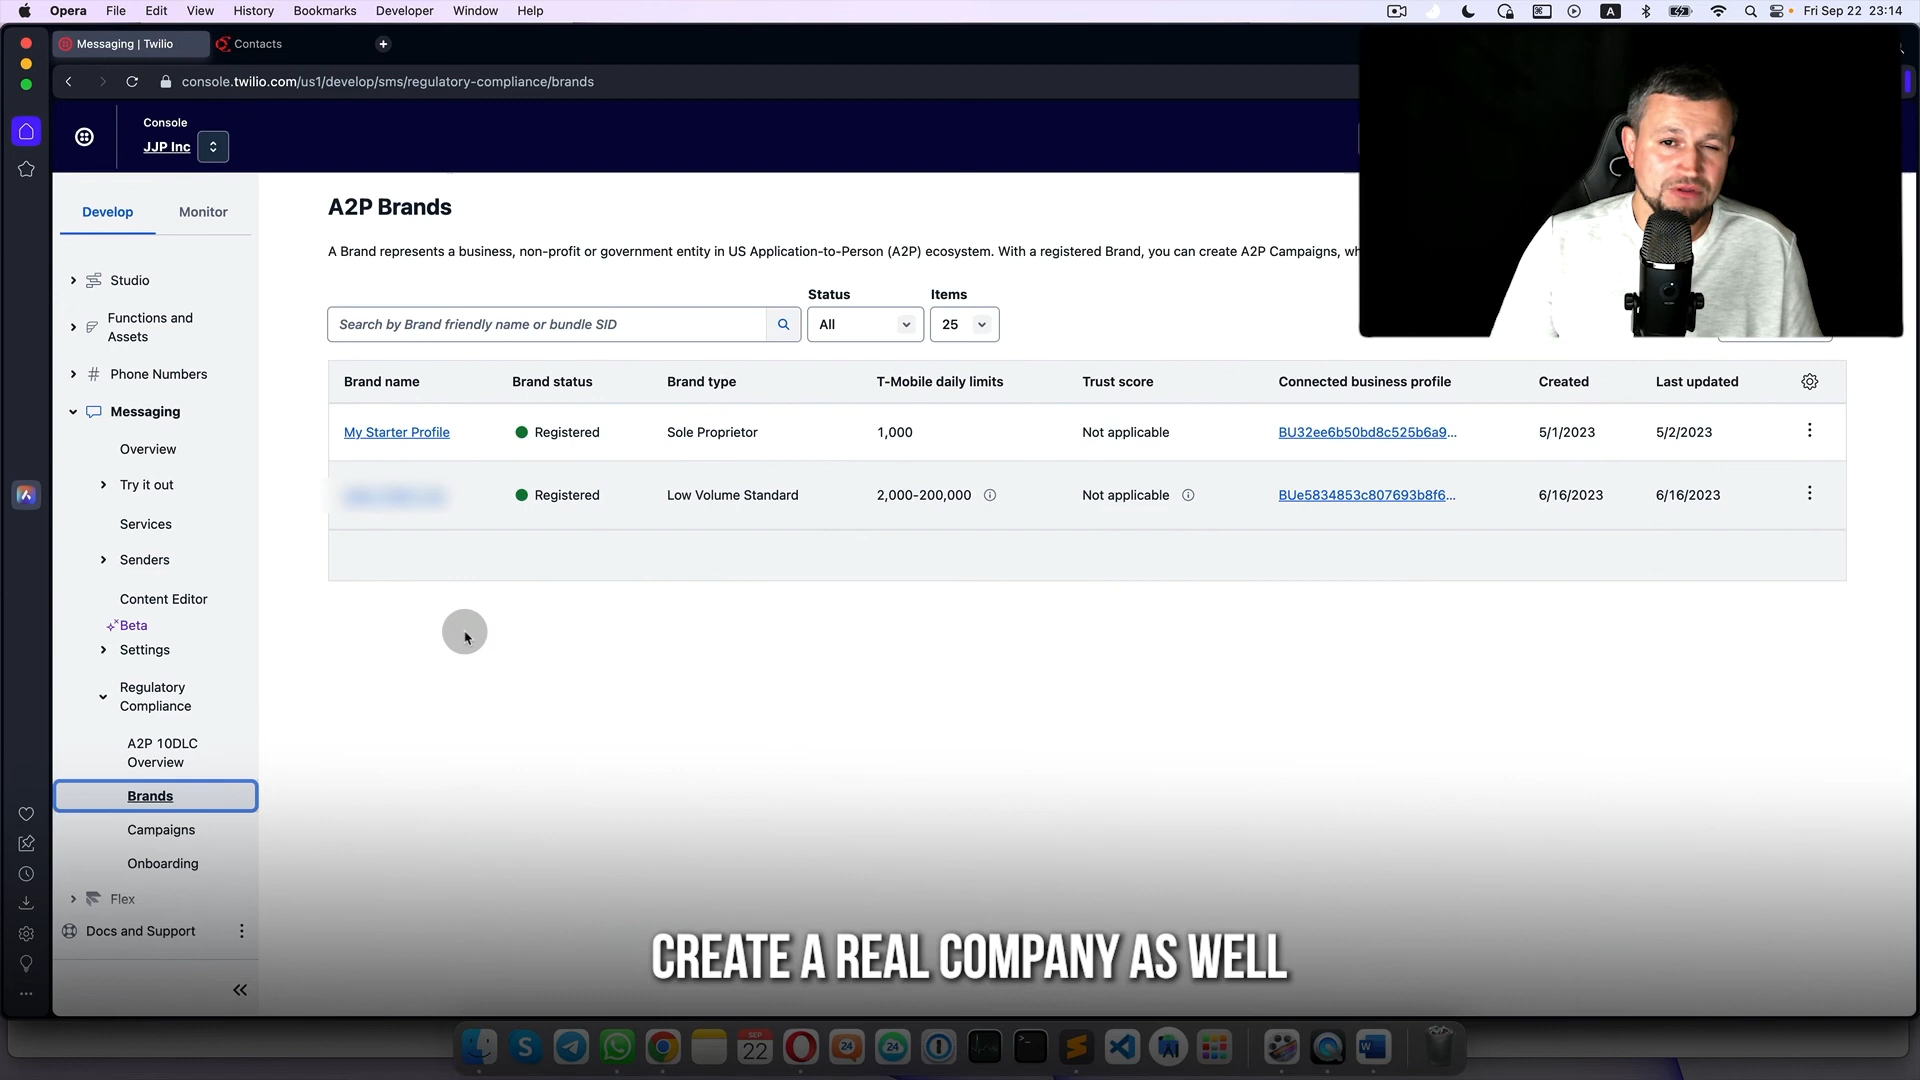 Opera File Edit View History Bookmarks Developer Window Help
A
Fri Sep 22 23:14
Messaging | Twilio
Contacts
console.twilio.com/us1/develop/sms/regulatory-compliance/brands
Console
JJP Inc
Develop
Monitor
Studio
Functions and
Assets
Phone Numbers
Messaging
Overview
Try it out
Services
Senders
Content Editor
Beta
Settings
Regulatory
Compliance
A2P 10DLC
Overview
Brands
Campaigns
Onboarding
Flex
Docs and Support
A2P Brands
A Brand represents a business, non-profit or government entity in US Application-to-Person (A2P) ecosystem. With a registered Brand, you can create A2P Campaigns,
Status
Items
Search by Brand friendly name or bundle SID
All
25
Brand name Brand status Brand type T-Mobile daily limits Trust score Connected business profile Created Last updated
My Starter Profile Registered Sole Proprietor 1,000 Not applicable BU32ee6b50bd8c525b6a9... 5/1/2023 5/2/2023
Registered Low Volume Standard 2,000-200,000 Not applicable BUe5834853c807693b8f6... 6/16/2023 6/16/2023
CREATE A REAL COMPANY AS WELL
SEP
22
24
24
W